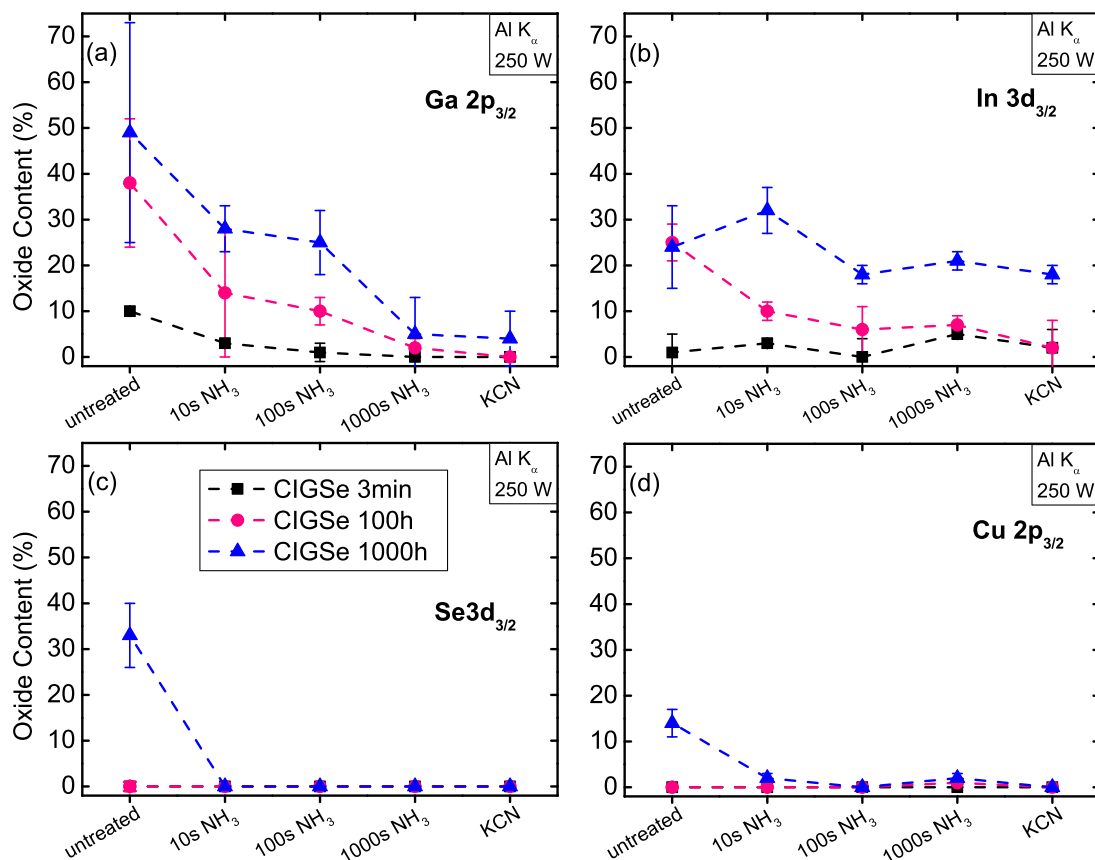 (a)
Al Kα
250 W
Ga 2p3/2
Oxide Content (%)
70
60
50
40
30
20
10
0
untreated
10s NH3
100s NH3
1000s NH3
KCN
(b)
Al Kα
250 W
In 3d3/2
70
60
50
40
30
20
10
0
untreated
10s NH3
100s NH3
1000s NH3
KCN
(c)
Al Kα
250 W
CIGSe 3min
CIGSe 100h
CIGSe 1000h
Se3d3/2
Oxide Content (%)
70
60
50
40
30
20
10
0
untreated
10s NH3
100s NH3
1000s NH3
KCN
(d)
Al Kα
250 W
Cu 2p3/2
70
60
50
40
30
20
10
0
untreated
10s NH3
100s NH3
1000s NH3
KCN